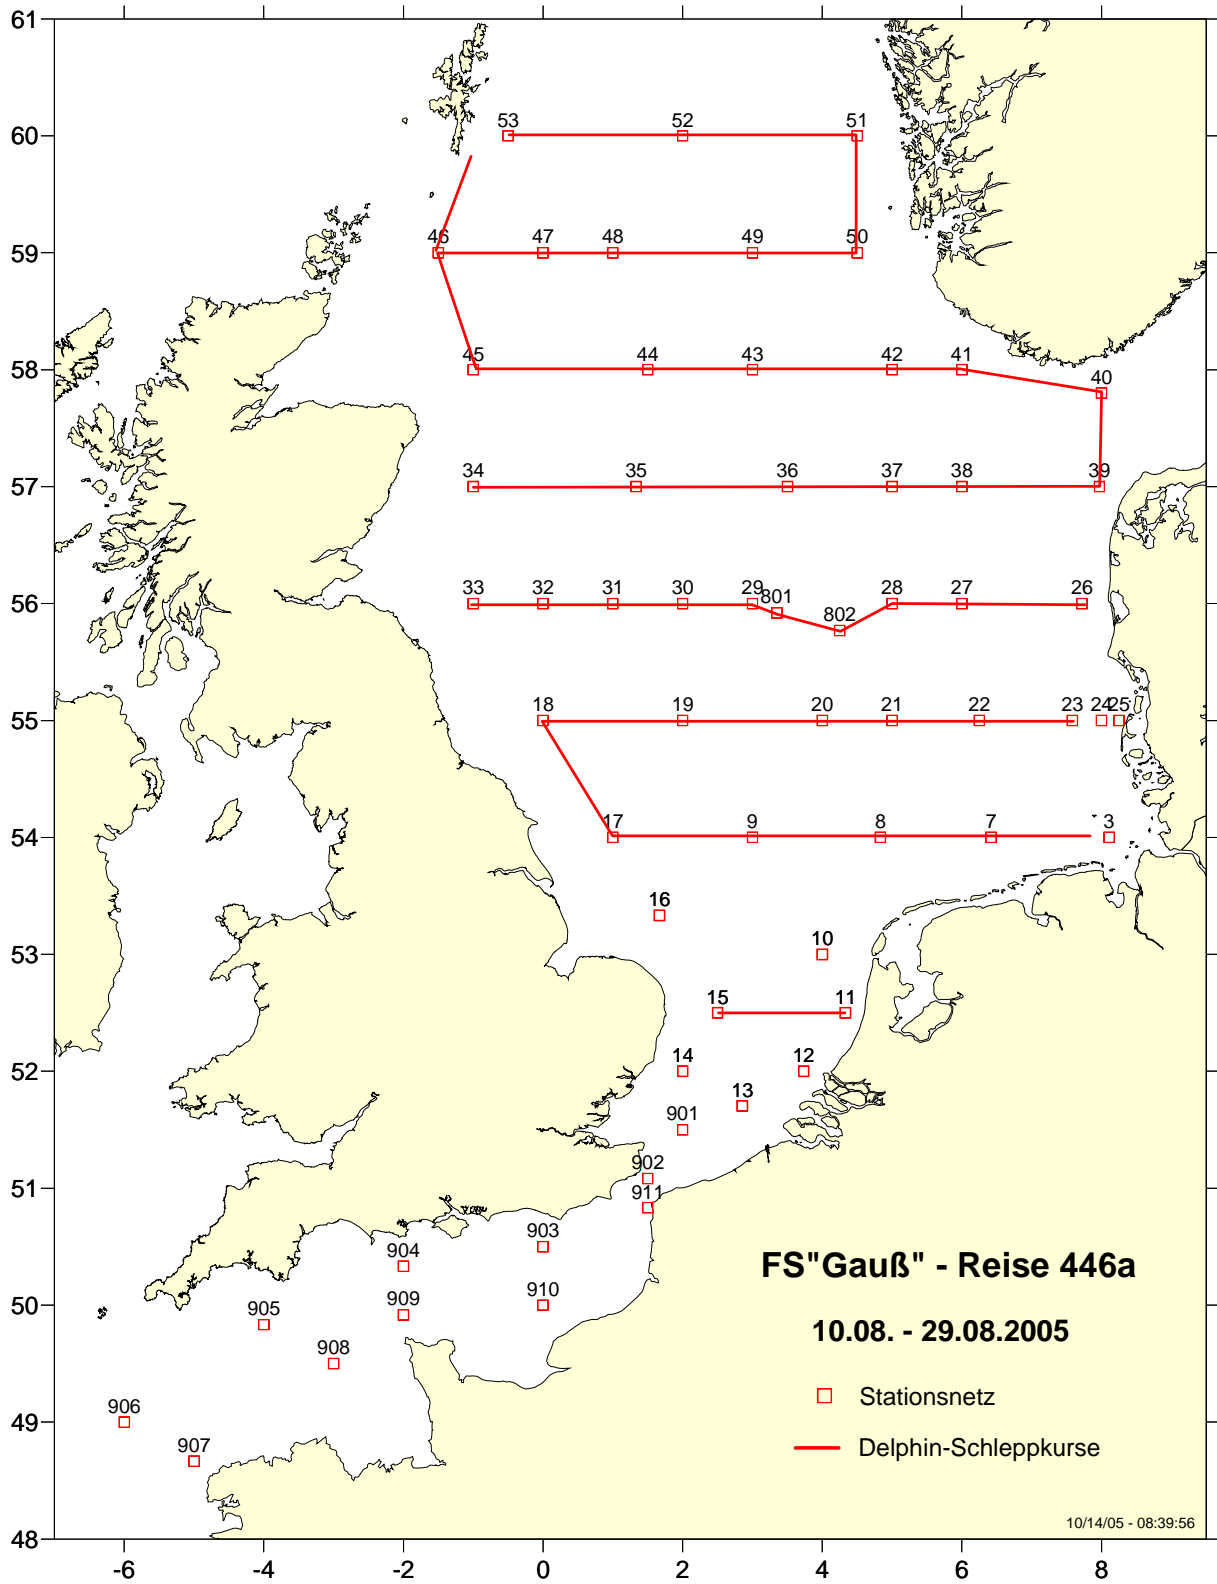 61
60
59
58
57
56
55
54
53
52
51
50
49
48
53 52 51
46 47 48 49 50
45 44 43 42 41
40
34 35 36 37 38 39
33 32 31 30 29 28 27 26
801
802
18 19 20 21 22 23 24 25
17 9 8 7 3
16
10
15 11
14 12
13
901
902
911
903
904
910
909
905
908
906
907
FS"Gauß" - Reise 446a
10.08. - 29.08.2005
Stationsnetz
Delphin-Schleppkurse
10/14/05 - 08:39:56
-6 -4 -2 0 2 4 6 8